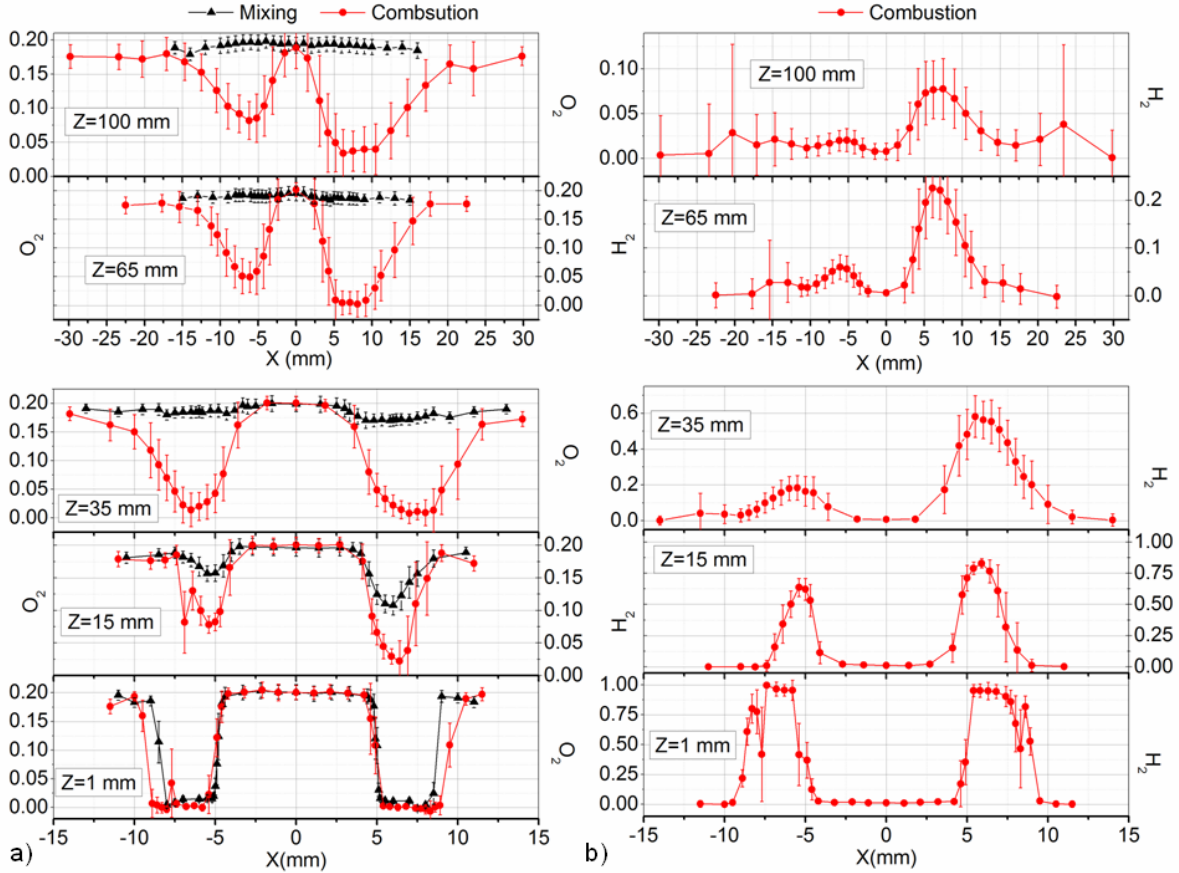 Mixing Combsution
0.20
0.15
0.10
0.05
0.00
O2
Z=100 mm
0.20
0.15
0.10
0.05
0.00
O2
Z=65 mm
-30 -25 -20 -15 -10 -5 0 5 10 15 20 25 30
X (mm)
0.20
0.15
0.10
0.05
0.00
O2
Z=35 mm
0.20
0.15
0.10
0.05
0.00
O2
Z=15 mm
0.20
0.15
0.10
0.05
0.00
O2
Z=1 mm
-15 -10 -5 0 5 10 15
X(mm)
a)
Combustion
0.10
0.05
0.00
H2
Z=100 mm
0.2
0.1
0.0
H2
Z=65 mm
-30 -25 -20 -15 -10 -5 0 5 10 15 20 25 30
X (mm)
0.6
0.4
0.2
0.0
H2
Z=35 mm
1.00
0.75
0.50
0.25
0.00
H2
Z=15 mm
1.00
0.75
0.50
0.25
0.00
H2
Z=1 mm
-15 -10 -5 0 5 10 15
X(mm)
b)